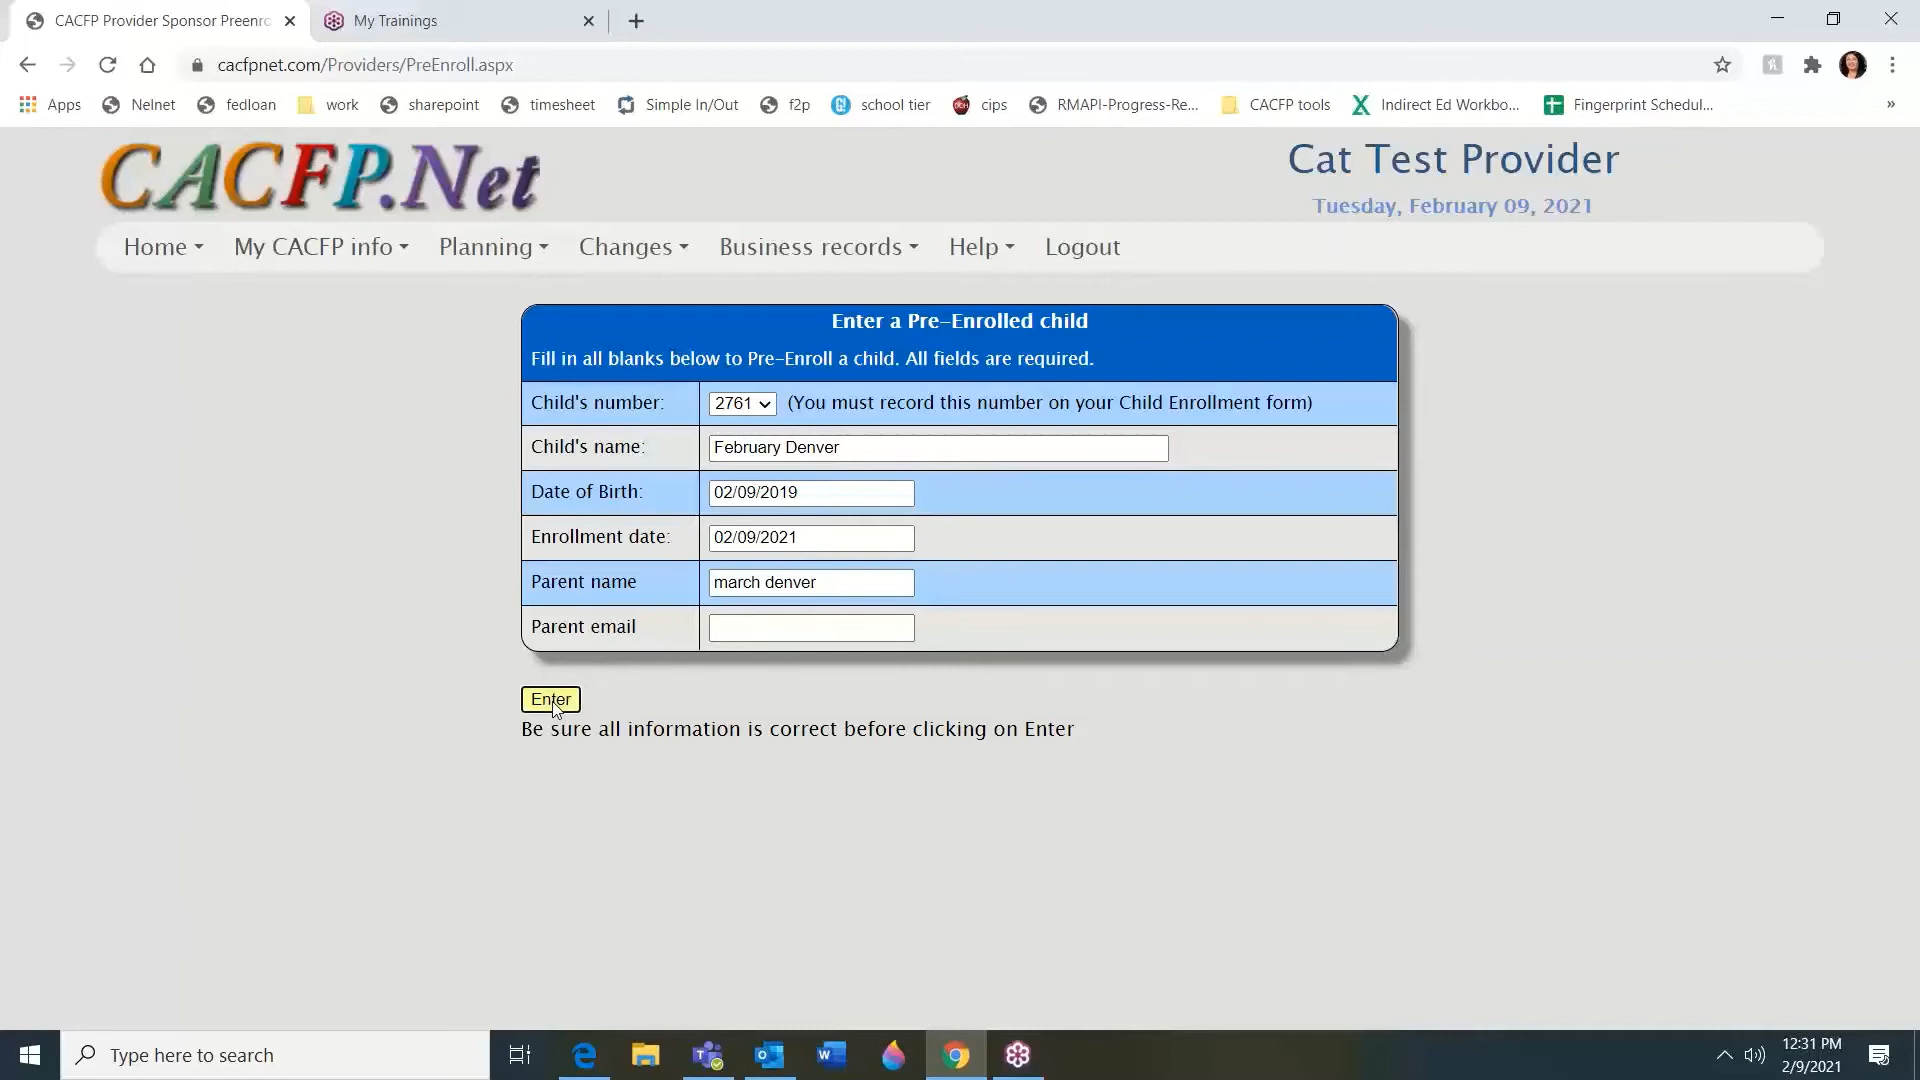 CACFP Provider Sponsor Preenro
My Trainings
cacfpnet.com/Providers/PreEnroll.aspx
Apps Nelnet fedloan work sharepoint timesheet Simple In/Out f2p school tier cips RMAPI-Progress-Re... CACFP tools Indirect Ed Workbo... Fingerprint Schedul... »
CACFP.Net
Cat Test Provider
Tuesday, February 09, 2021
Home My CACFP info Planning Changes Business records Help Logout
Enter a Pre-Enrolled child
Fill in all blanks below to Pre-Enroll a child. All fields are required.
Child's number: 2761 (You must record this number on your Child Enrollment form)
Child's name: February Denver
Date of Birth: 02/09/2019
Enrollment date: 02/09/2021
Parent name march denver
Parent email
Enter
Be sure all information is correct before clicking on Enter
Type here to search
12:31 PM
2/9/2021